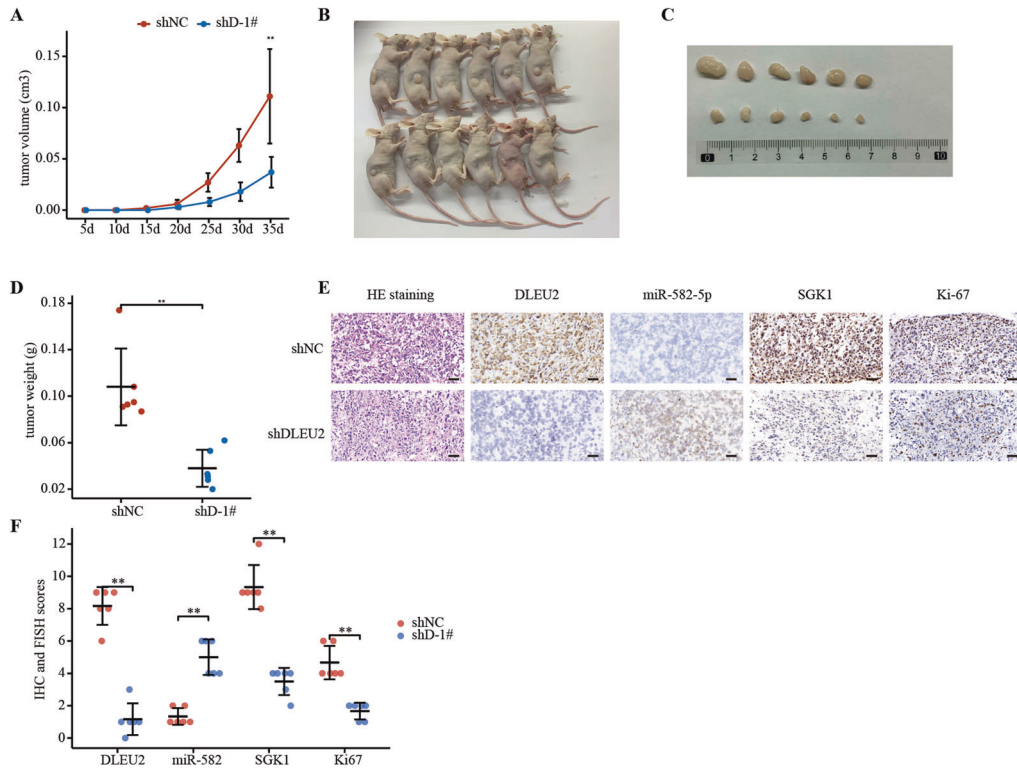 A
shNC
shD-1#
tumor volume (cm3)
0.15
0.10
0.05
0.00
**
5d 10d 15d 20d 25d 30d 35d
B
C
0 1 2 3 4 5 6 7 8 9 10
D
tumor weight (g)
0.18
0.14
0.10
0.06
0.02
**
shNC shD-1#
E
HE staining DLEU2 miR-582-5p SGK1 Ki-67
shNC
shDLEU2
F
IHC and FISH scores
12
10
8
6
4
2
0
** ** ** **
shNC
shD-1#
DLEU2 miR-582 SGK1 Ki67